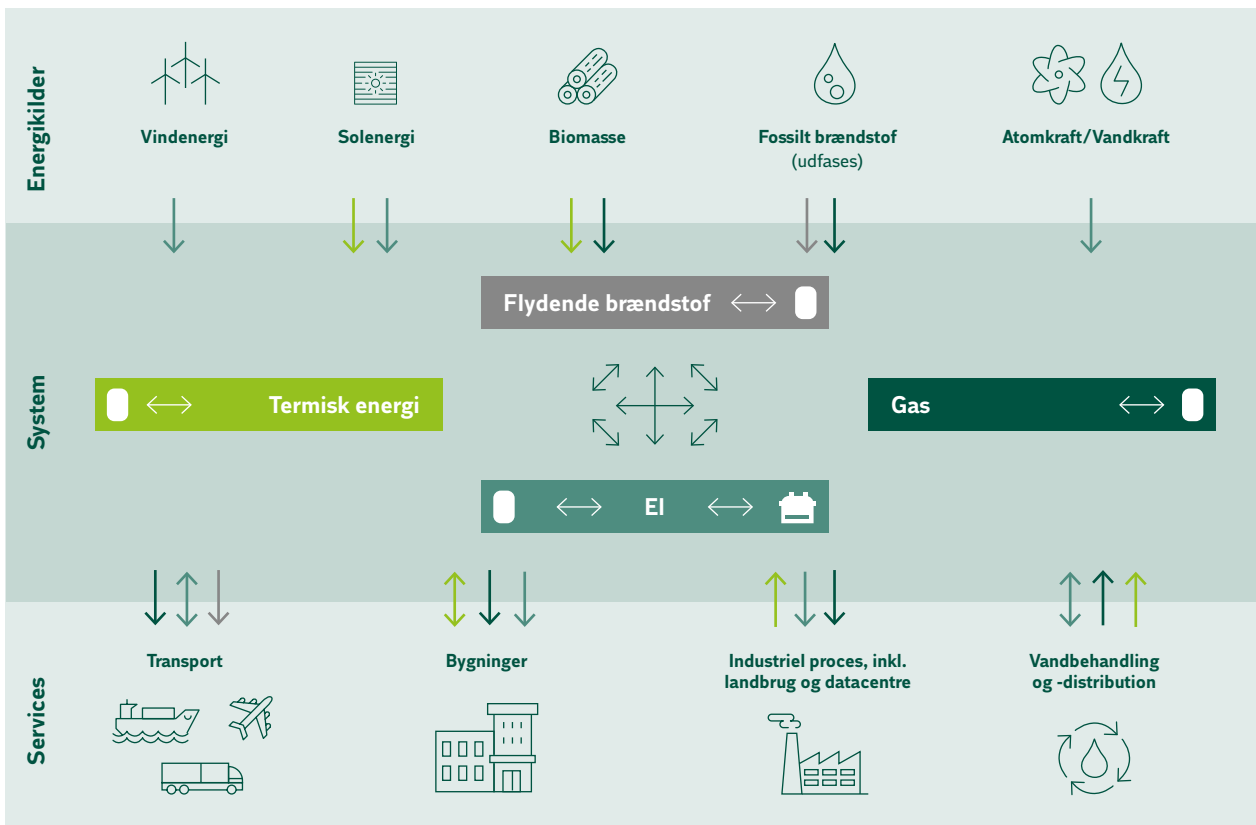 Energikilder
Vindenergi
Solenergi
Biomasse
Fossilt brændstof
(udfases)
Atomkraft/Vandkraft
System
Flydende brændstof
Termisk energi
Gas
El
Services
Transport
Bygninger
Industriel proces, inkl.
landbrug og datacentre
Vandbehandling
og -distribution